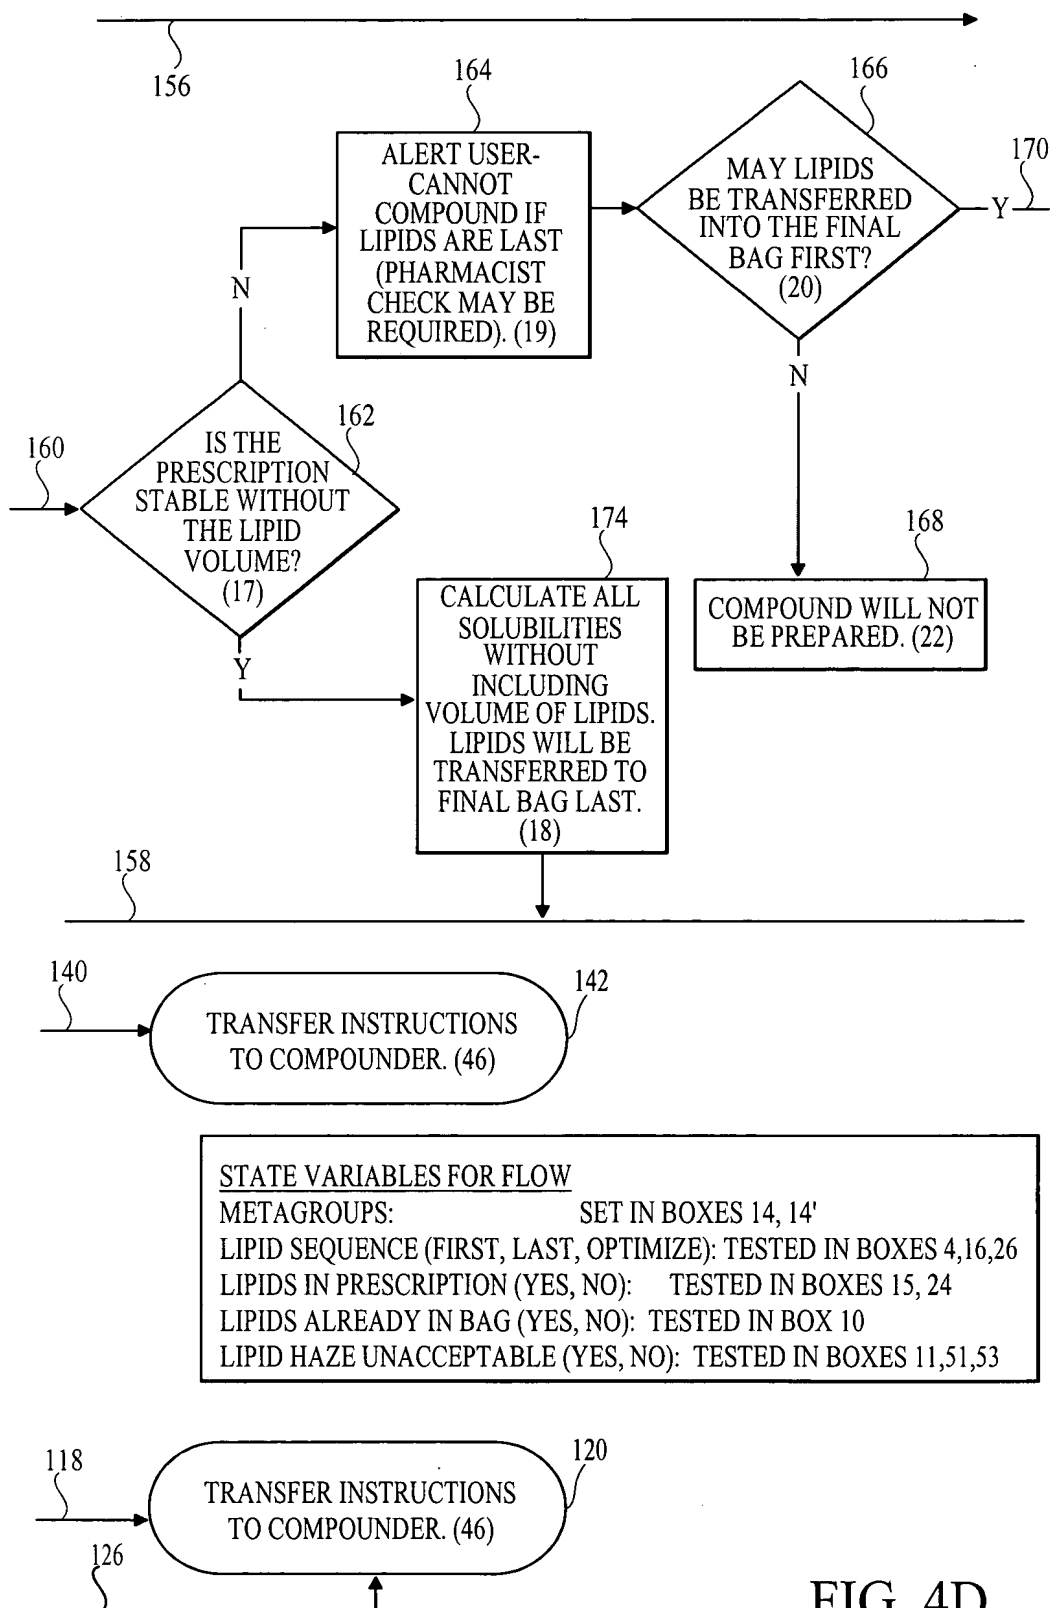 156
164
ALERT USER-
CANNOT
COMPOUND IF
LIPIDS ARE LAST
(PHARMACIST
CHECK MAY BE
REQUIRED). (19)
166
MAY LIPIDS
BE TRANSFERRED
INTO THE FINAL
BAG FIRST?
(20)
170
Y
N
N
160
162
IS THE
PRESCRIPTION
STABLE WITHOUT
THE LIPID
VOLUME?
(17)
Y
174
CALCULATE ALL
SOLUBILITIES
WITHOUT
INCLUDING
VOLUME OF LIPIDS.
LIPIDS WILL BE
TRANSFERRED TO
FINAL BAG LAST.
(18)
168
COMPOUND WILL NOT
BE PREPARED. (22)
158
140
142
TRANSFER INSTRUCTIONS
TO COMPOUNDER. (46)
STATE VARIABLES FOR FLOW
METAGROUPS: SET IN BOXES 14, 14'
LIPID SEQUENCE (FIRST, LAST, OPTIMIZE): TESTED IN BOXES 4,16,26
LIPIDS IN PRESCRIPTION (YES, NO): TESTED IN BOXES 15, 24
LIPIDS ALREADY IN BAG (YES, NO): TESTED IN BOX 10
LIPID HAZE UNACCEPTABLE (YES, NO): TESTED IN BOXES 11,51,53
118
120
TRANSFER INSTRUCTIONS
TO COMPOUNDER. (46)
126
FIG. 4D